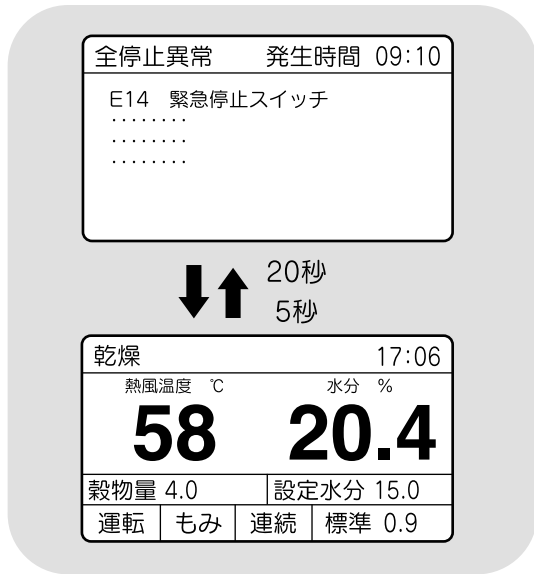 全停止異常 発生時間 09:10
E14 緊急停止スイッチ
・・・・・・・・
・・・・・・・・
・・・・・・・・
20秒
5秒
乾燥 17:06
熱風温度 ℃ 水分 %
58 20.4
穀物量 4.0 設定水分 15.0
運転 もみ 連続 標準 0.9